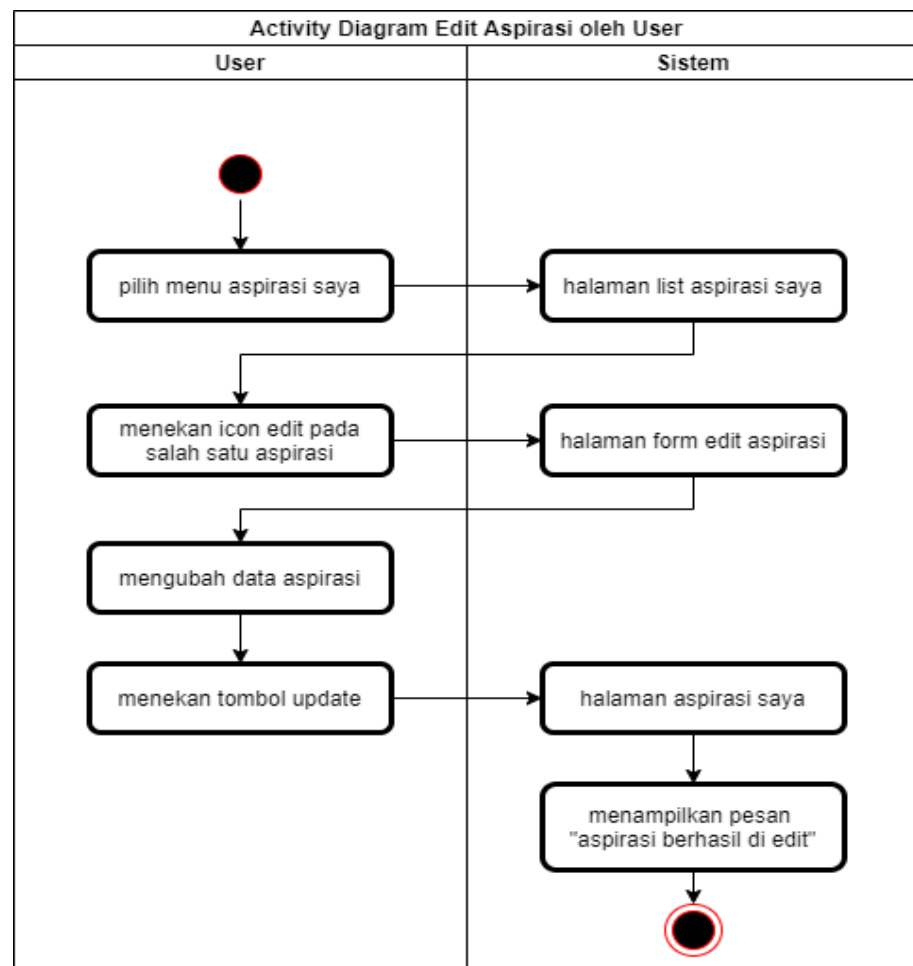 Activity Diagram Edit Aspirasi oleh User
User
Sistem
pilih menu aspirasi saya
halaman list aspirasi saya
menekan icon edit pada
salah satu aspirasi
halaman form edit aspirasi
mengubah data aspirasi
menekan tombol update
halaman aspirasi saya
menampilkan pesan
"aspirasi berhasil di edit"